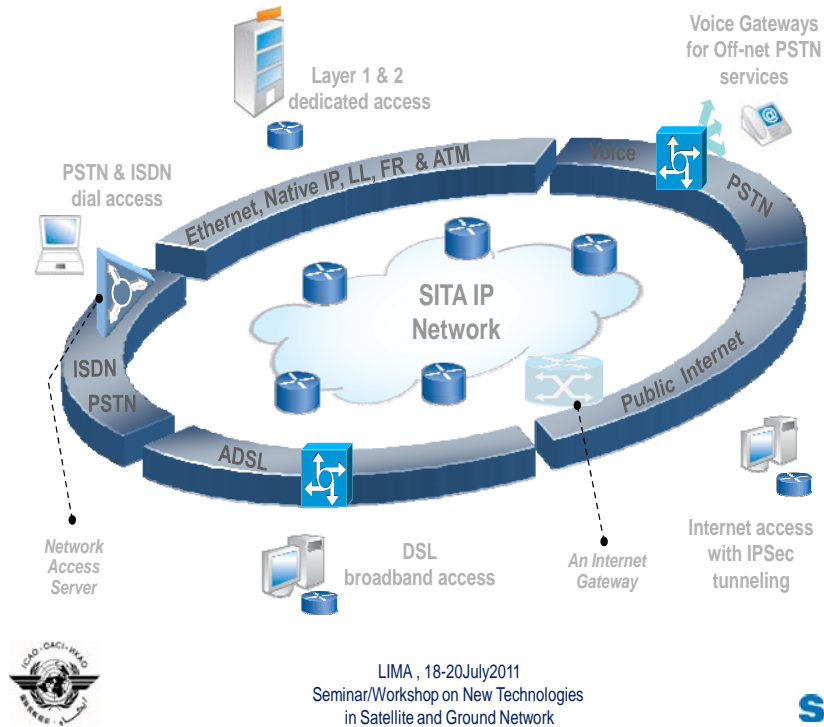 Voice Gateways
for Off-net PSTN
services
Layer 1 & 2
dedicated access
PSTN & ISDN
dial access
Ethernet, Native IP, LL, FR & ATM
Voice
PSTN
SITA IP
Network
ISDN
PSTN
Public Internet
ADSL
Network
Access
Server
DSL
broadband access
An Internet
Gateway
Internet access
with IPSec
tunneling
ICAO · OACI · ИКАО
LIMA , 18-20July2011
Seminar/Workshop on New Technologies
in Satellite and Ground Network
S